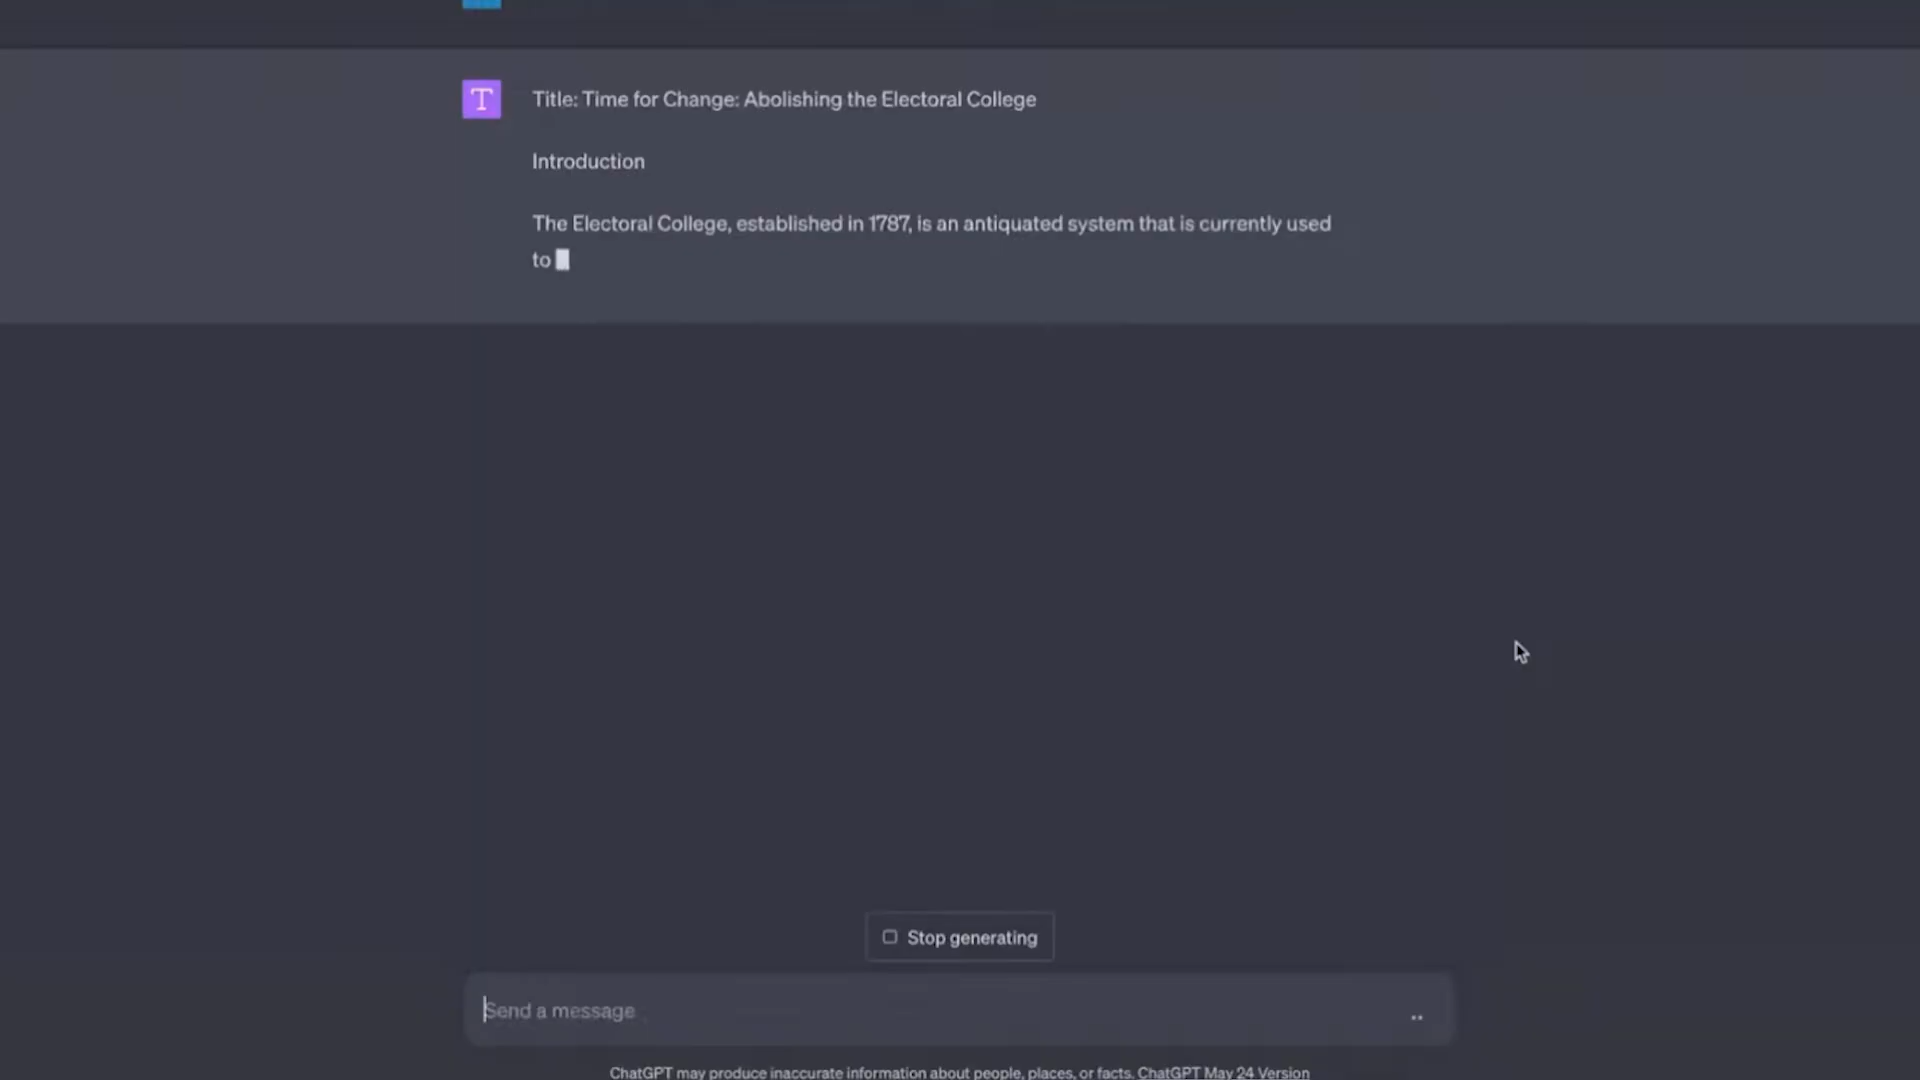 T
Title: Time for Change: Abolishing the Electoral College
Introduction
The Electoral College, established in 1787, is an antiquated system that is currently used
to
Stop generating
Send a message
ChatGPT may produce inaccurate information about people, places, or facts. ChatGPT May 24 Version